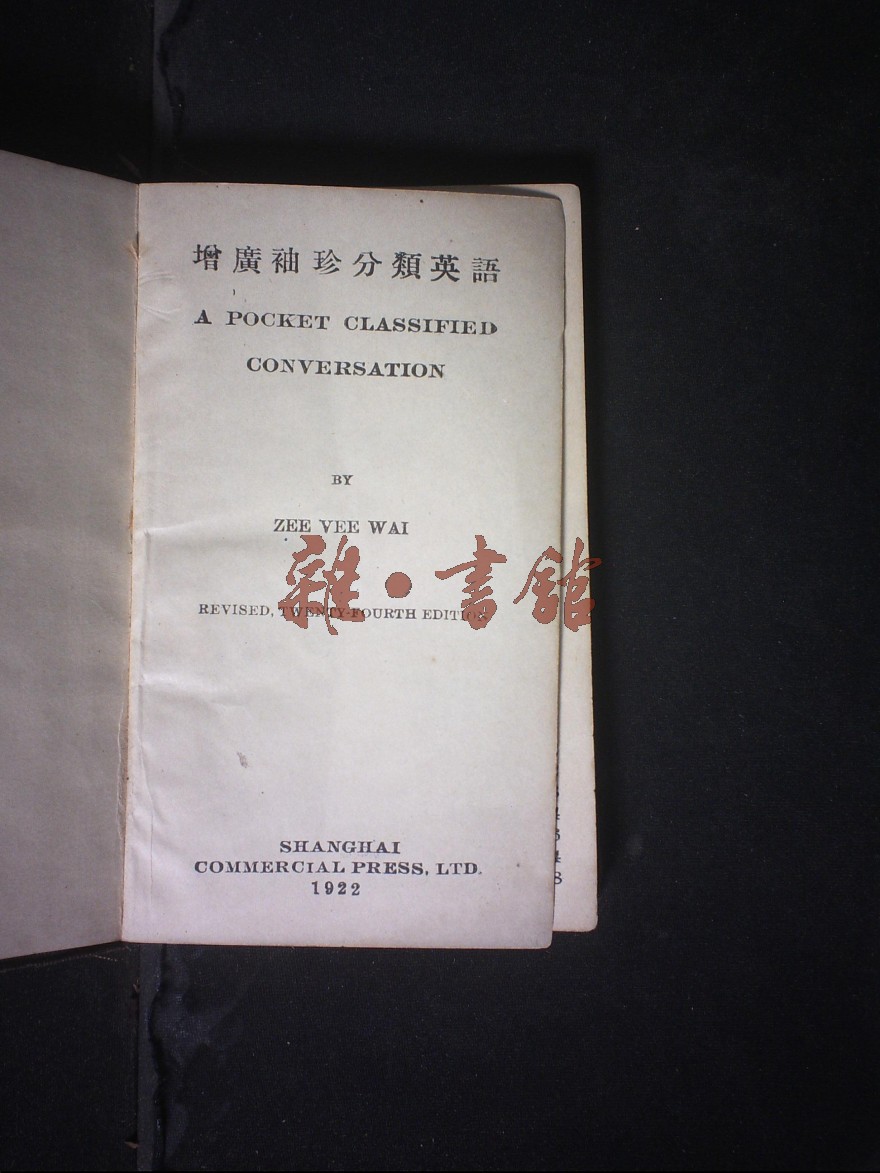 增廣袖珍分類英語
A POCKET CLASSIFIED
CONVERSATION
BY
ZEE VEE WAI
雜·書館
REVISED, TWENTY-FOURTH EDITION
SHANGHAI
COMMERCIAL PRESS, LTD.
1922
8